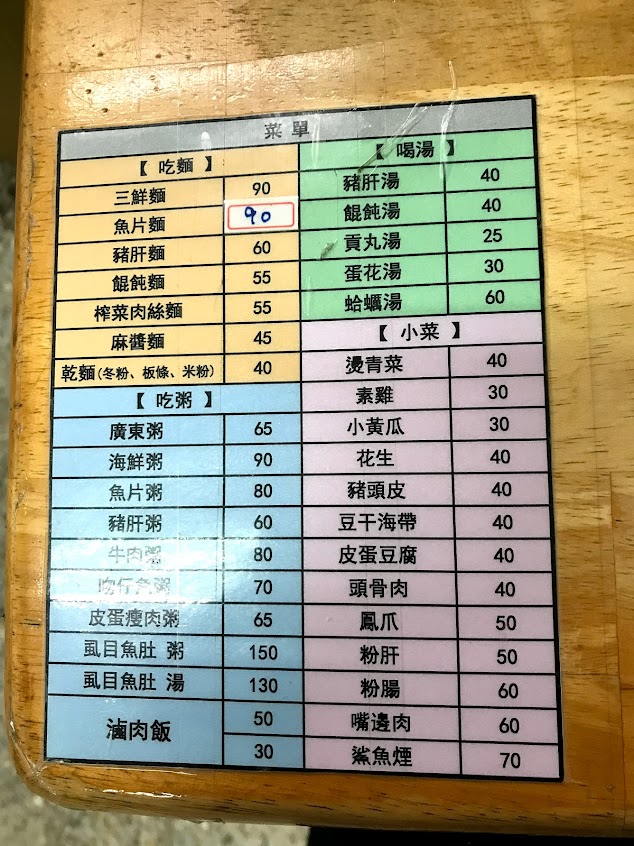 菜單
【 吃麵 】
三鮮麵 90
魚片麵 90
豬肝麵 60
餛飩麵 55
榨菜肉絲麵 55
麻醬麵 45
乾麵(冬粉、板條、米粉) 40
【 吃粥 】
廣東粥 65
海鮮粥 90
魚片粥 80
豬肝粥 60
牛肉粥 80
吻仔魚粥 70
皮蛋瘦肉粥 65
虱目魚肚 粥 150
虱目魚肚 湯 130
滷肉飯 50
30
【 喝湯 】
豬肝湯 40
餛飩湯 40
貢丸湯 25
蛋花湯 30
蛤蠣湯 60
【 小菜 】
燙青菜 40
素雞 30
小黃瓜 30
花生 40
豬頭皮 40
豆干海帶 40
皮蛋豆腐 40
頭骨肉 40
鳳爪 50
粉肝 50
粉腸 60
嘴邊肉 60
鯊魚煙 70